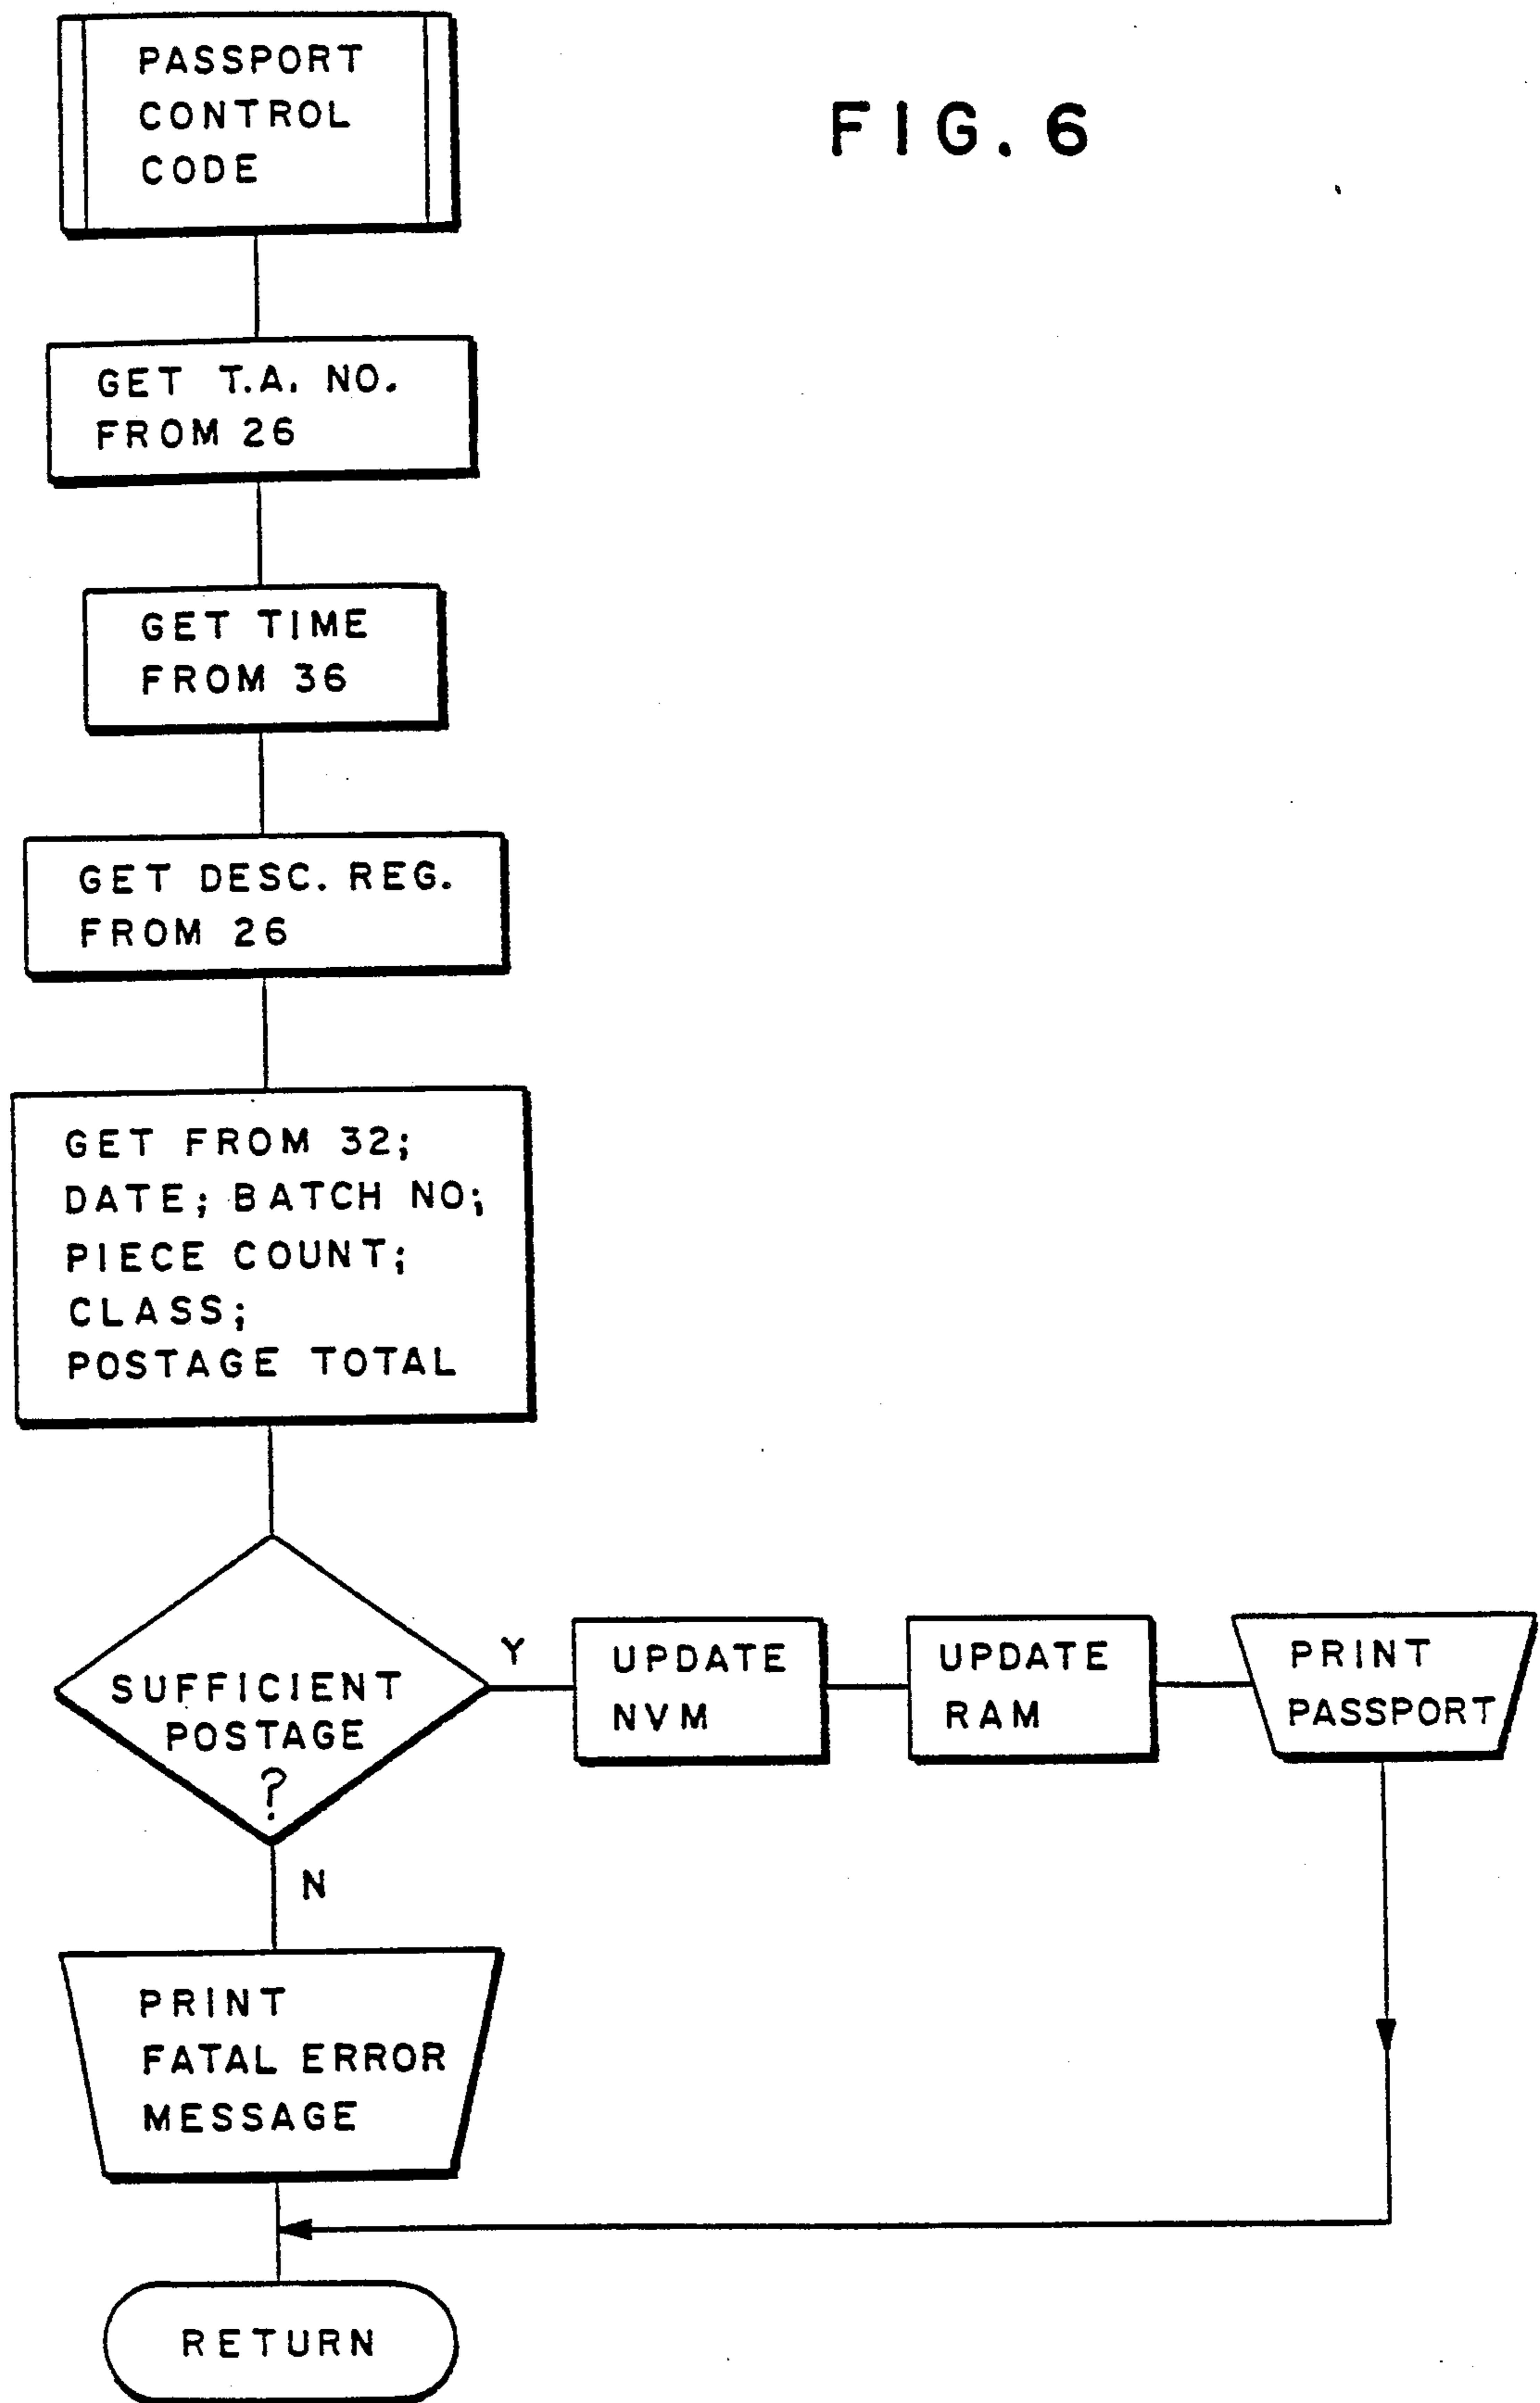 PASSPORT
CONTROL
CODE
FIG. 6
GET T.A. NO.
FROM 26
GET TIME
FROM 36
GET DESC. REG.
FROM 26
GET FROM 32;
DATE; BATCH NO;
PIECE COUNT;
CLASS;
POSTAGE TOTAL
SUFFICIENT
POSTAGE
?
Y
UPDATE
NVM
UPDATE
RAM
PRINT
PASSPORT
N
PRINT
FATAL ERROR
MESSAGE
RETURN